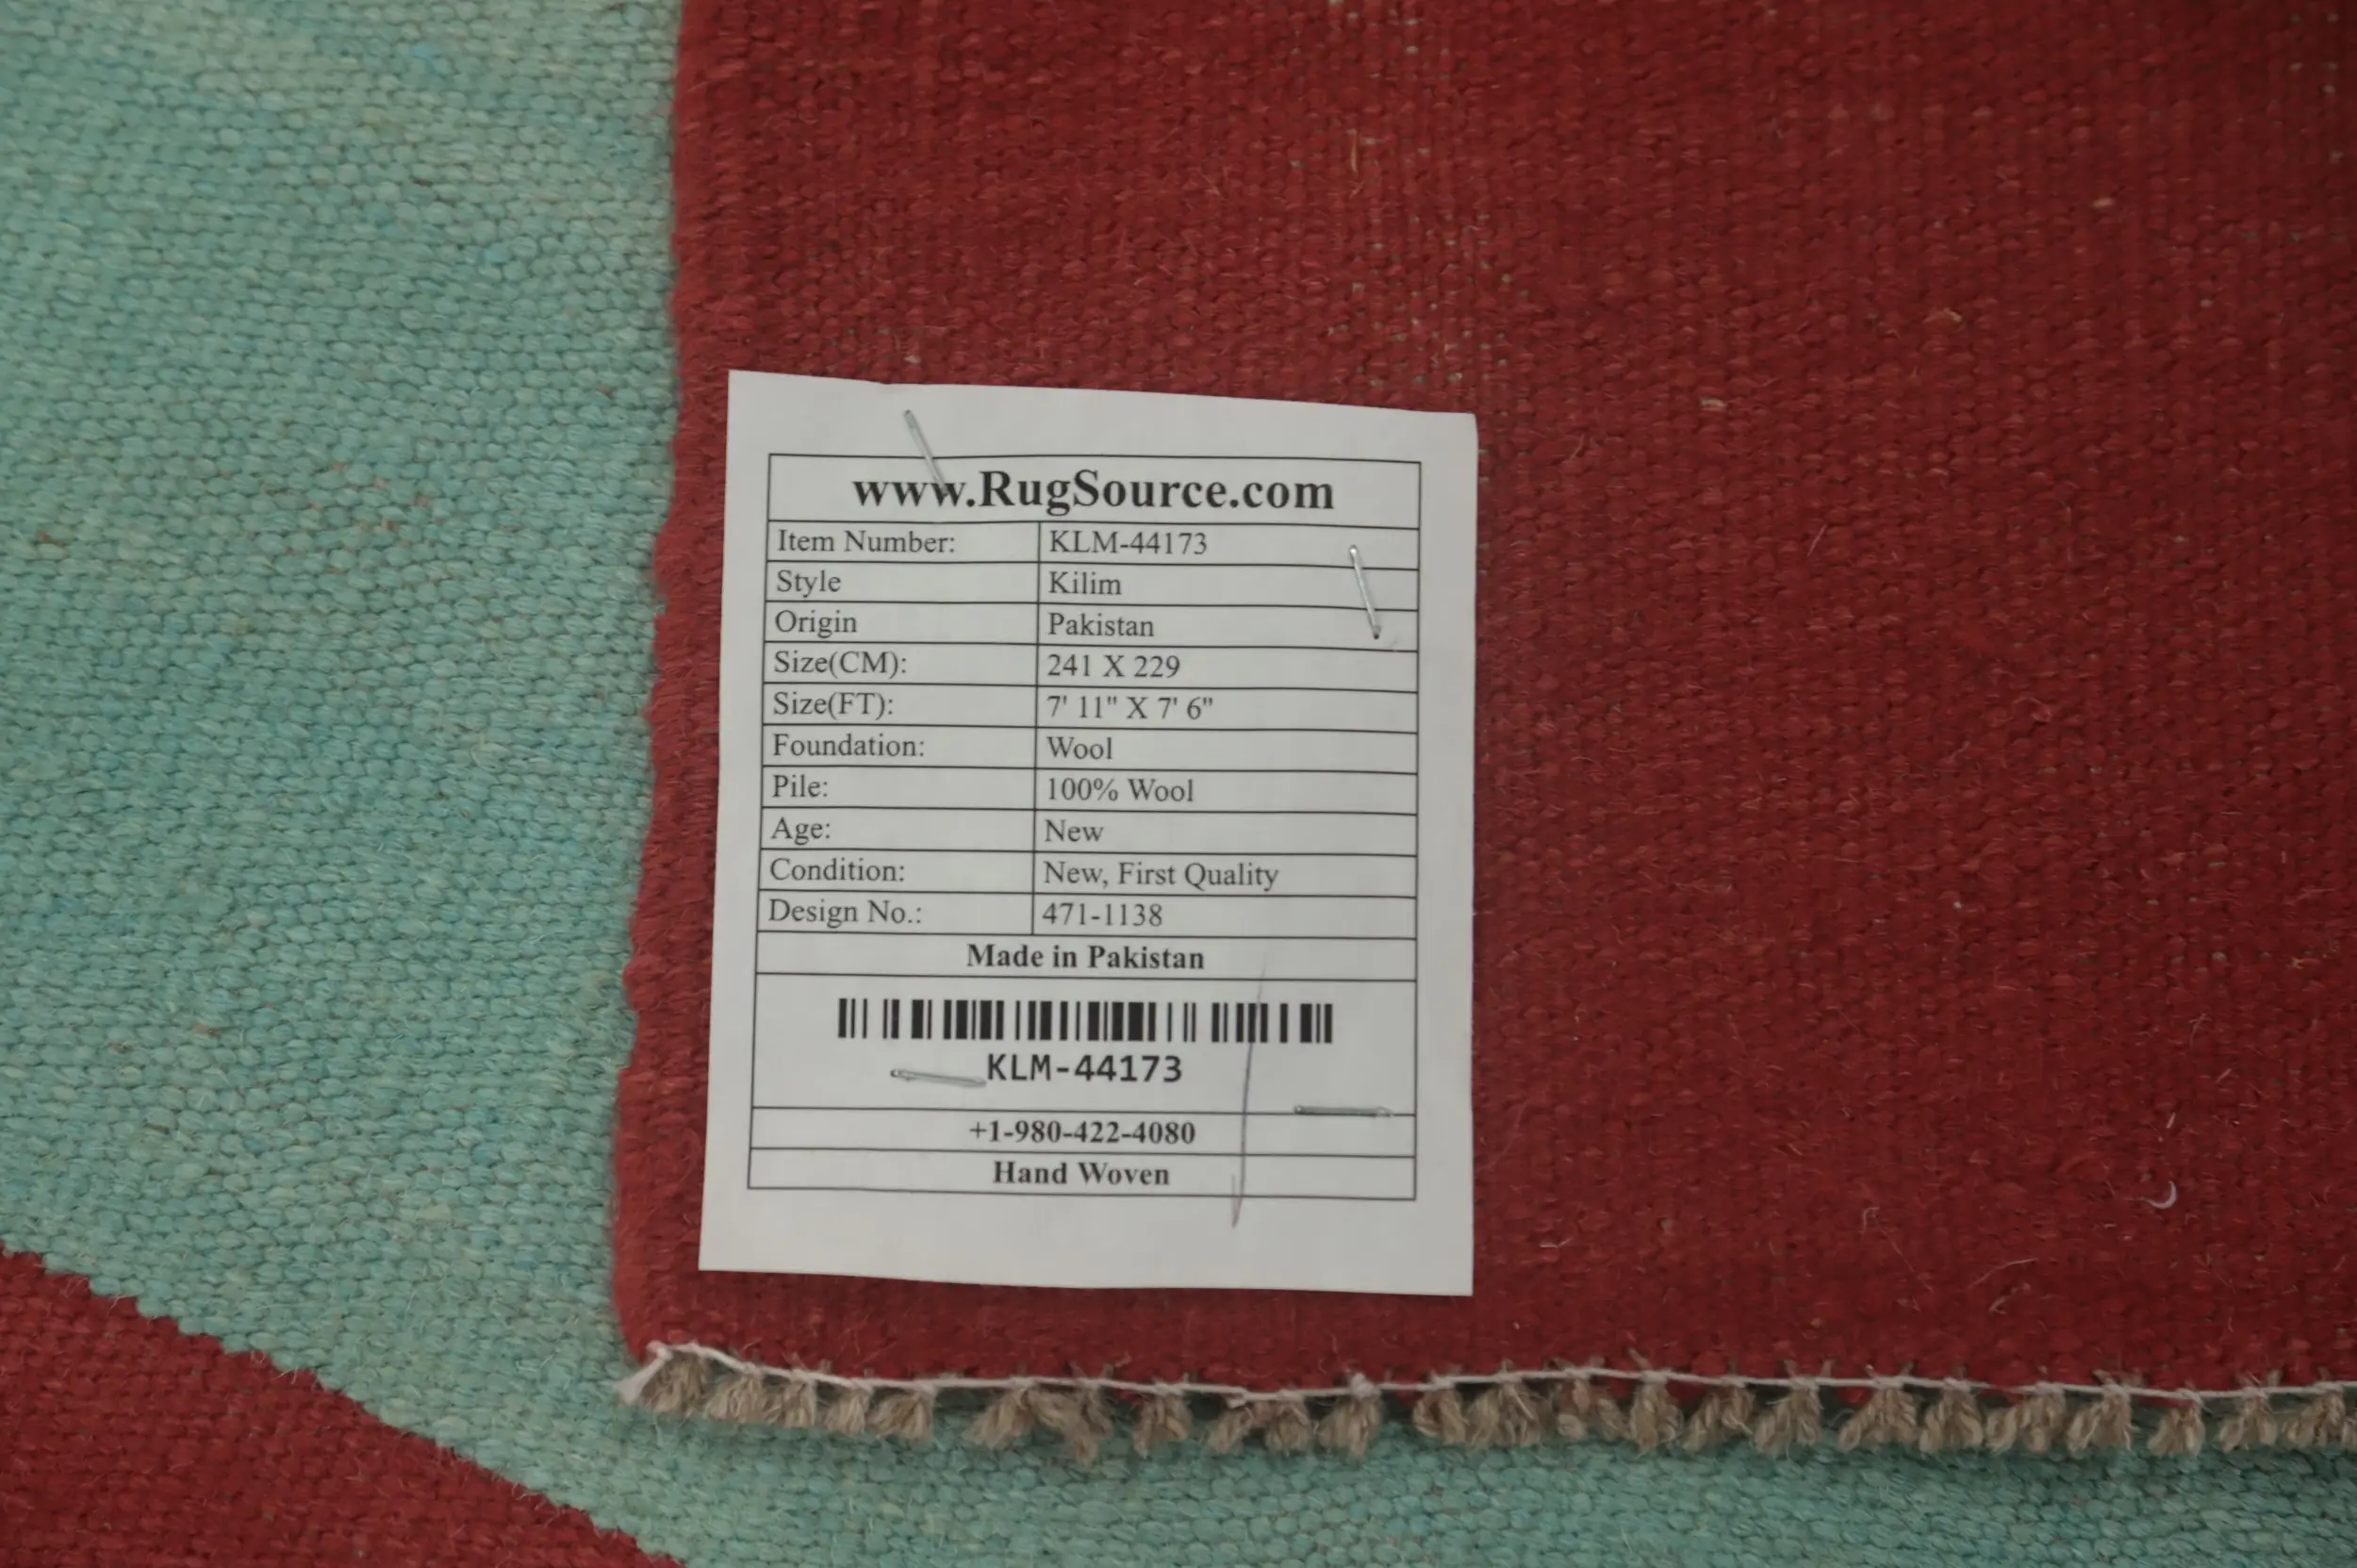 www.RugSource.com
Item Number: KLM-44173
Style Kilim
Origin Pakistan
Size(CM): 241 X 229
Size(FT): 7' 11" X 7' 6"
Foundation: Wool
Pile: 100% Wool
Age: New
Condition: New, First Quality
Design No.: 471-1138
Made in Pakistan
KLM-44173
+1-980-422-4080
Hand Woven